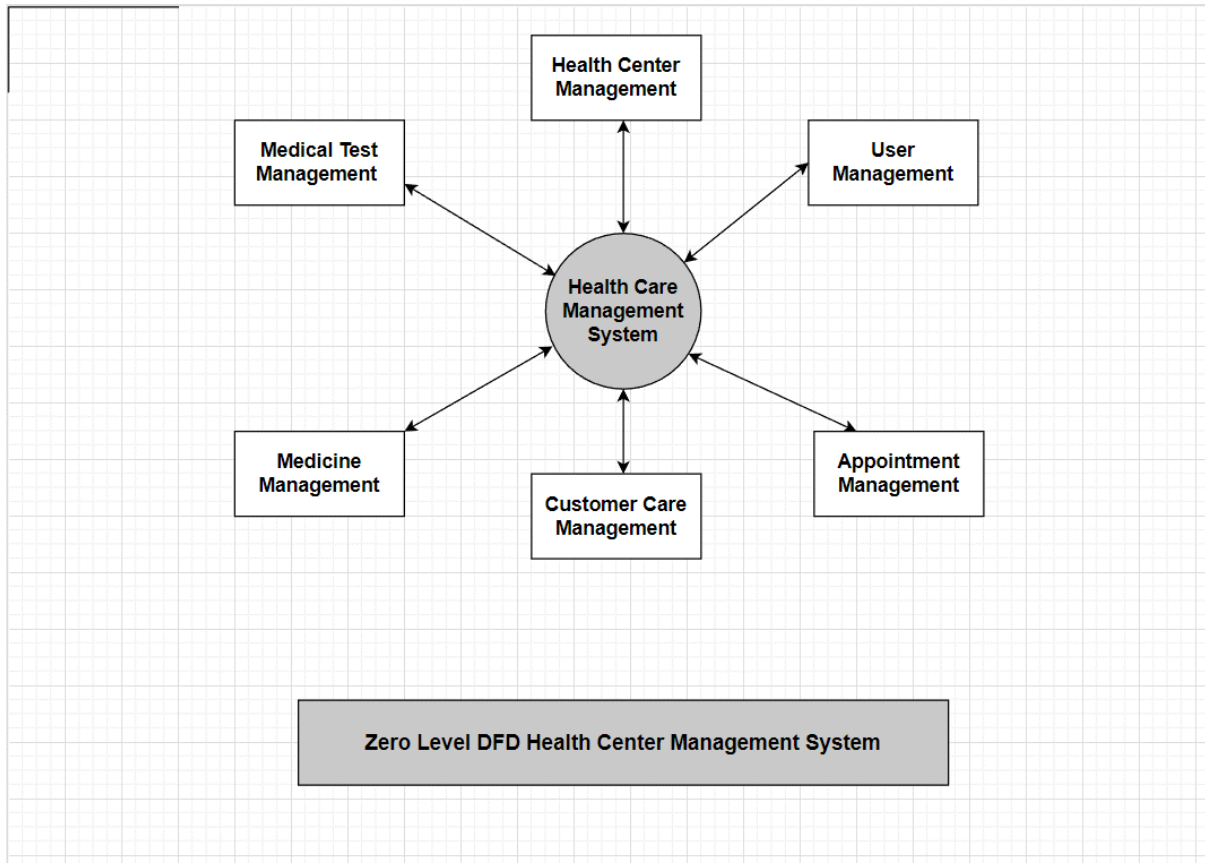 Health Center
Management
Medical Test
Management
User
Management
Health Care
Management
System
Medicine
Management
Customer Care
Management
Appointment
Management
Zero Level DFD Health Center Management System